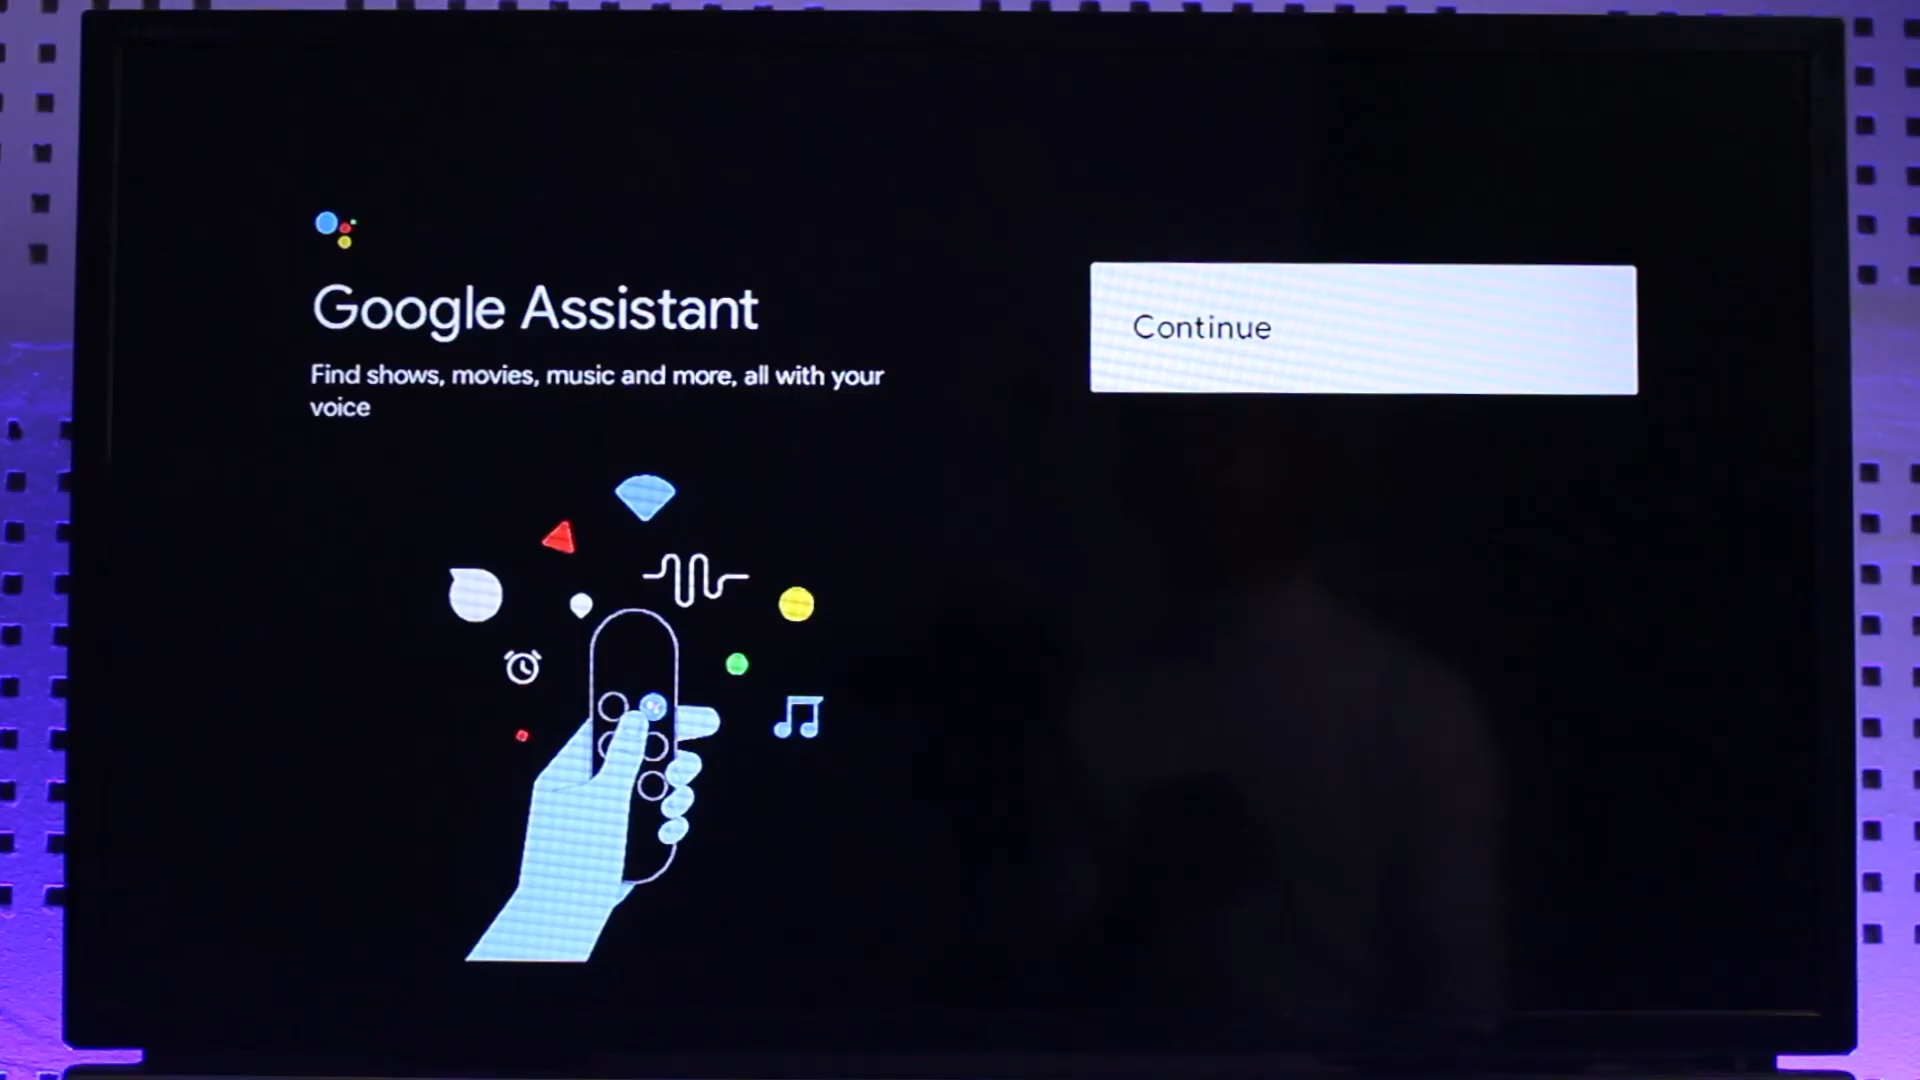 Google Assistant
Find shows, movies, music and more, all with your
voice
Continue